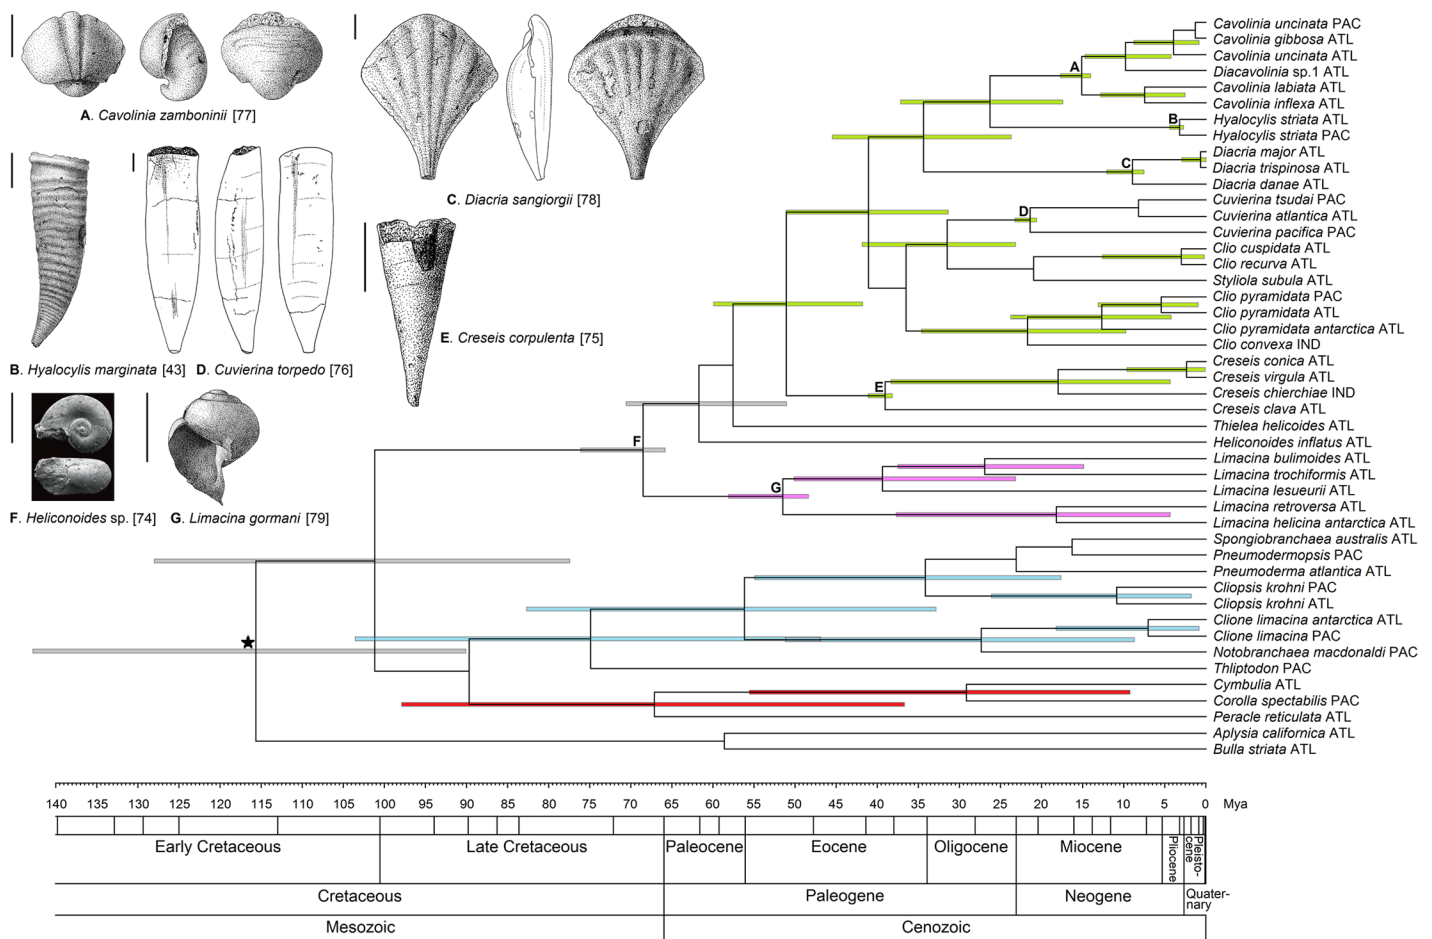 A. Cavolinia zamboninii [77]
C. Diacria sangiorgii [78]
B. Hyalocylis marginata [43]
D. Cuvierina torpedo [76]
E. Creseis corpulenta [75]
F. Heliconoides sp. [74]
G. Limacina gormani [79]
A
B
C
D
E
F
G
Cavolinia uncinata PAC
Cavolinia gibbosa ATL
Cavolinia uncinata ATL
Diacavolinia sp.1 ATL
Cavolinia labiata ATL
Cavolinia inflexa ATL
Hyalocylis striata ATL
Hyalocylis striata PAC
Diacria major ATL
Diacria trispinosa ATL
Diacria danae ATL
Cuvierina tsudai PAC
Cuvierina atlantica ATL
Cuvierina pacifica PAC
Clio cuspidata ATL
Clio recurva ATL
Styliola subula ATL
Clio pyramidata PAC
Clio pyramidata ATL
Clio pyramidata antarctica ATL
Clio convexa IND
Creseis conica ATL
Creseis virgula ATL
Creseis chierchiae IND
Creseis clava ATL
Thielea helicoides ATL
Heliconoides inflatus ATL
Limacina bulimoides ATL
Limacina trochiformis ATL
Limacina lesueurii ATL
Limacina retroversa ATL
Limacina helicina antarctica ATL
Spongiobranchaea australis ATL
Pneumodermopsis PAC
Pneumoderma atlantica ATL
Cliopsis krohni PAC
Cliopsis krohni ATL
Clione limacina antarctica ATL
Clione limacina PAC
Notobranchaea macdonaldi PAC
Thliptodon PAC
Cymbulia ATL
Corolla spectabilis PAC
Peracle reticulata ATL
Aplysia californica ATL
Bulla striata ATL
140 135 130 125 120 115 110 105 100 95 90 85 80 75 70 65 60 55 50 45 40 35 30 25 20 15 10 5 0 Mya
Early Cretaceous Late Cretaceous Paleocene Eocene Oligocene Miocene Pliocene Pleisto-
cene
Cretaceous Paleogene Neogene Quater-
nary
Mesozoic Cenozoic